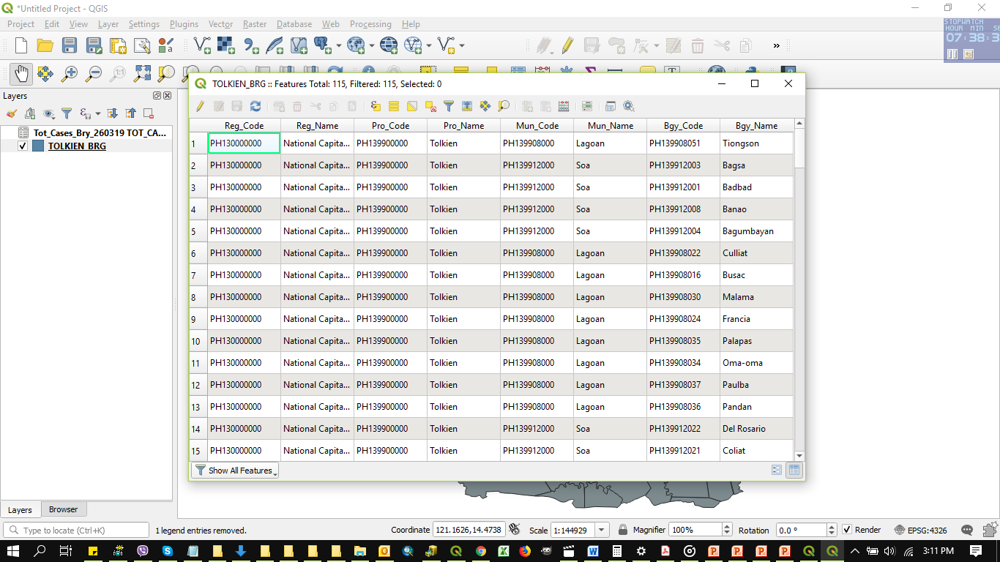 *Untitled Project - QGIS
Project Edit View Layer Settings Plugins Vector Raster Database Web Processing Help
STOPWATCH
HOUR MIN
07:38:3
Layers
Tot_Cases_Bry_260319 TOT_CA...
TOLKIEN_BRG
TOLKIEN_BRG :: Features Total: 115, Filtered: 115, Selected: 0
Reg_Code Reg_Name Pro_Code Pro_Name Mun_Code Mun_Name Bgy_Code Bgy_Name
1 PH130000000 National Capita... PH139900000 Tolkien PH139908000 Lagoan PH139908051 Tiongson
2 PH130000000 National Capita... PH139900000 Tolkien PH139912000 Soa PH139912003 Bagsa
3 PH130000000 National Capita... PH139900000 Tolkien PH139912000 Soa PH139912001 Badbad
4 PH130000000 National Capita... PH139900000 Tolkien PH139912000 Soa PH139912008 Banao
5 PH130000000 National Capita... PH139900000 Tolkien PH139912000 Soa PH139912004 Bagumbayan
6 PH130000000 National Capita... PH139900000 Tolkien PH139908000 Lagoan PH139908022 Culliat
7 PH130000000 National Capita... PH139900000 Tolkien PH139908000 Lagoan PH139908016 Busac
8 PH130000000 National Capita... PH139900000 Tolkien PH139908000 Lagoan PH139908030 Malama
9 PH130000000 National Capita... PH139900000 Tolkien PH139908000 Lagoan PH139908024 Francia
10 PH130000000 National Capita... PH139900000 Tolkien PH139908000 Lagoan PH139908035 Palapas
11 PH130000000 National Capita... PH139900000 Tolkien PH139908000 Lagoan PH139908034 Oma-oma
12 PH130000000 National Capita... PH139900000 Tolkien PH139908000 Lagoan PH139908037 Paulba
13 PH130000000 National Capita... PH139900000 Tolkien PH139908000 Lagoan PH139908036 Pandan
14 PH130000000 National Capita... PH139900000 Tolkien PH139912000 Soa PH139912022 Del Rosario
15 PH130000000 National Capita... PH139900000 Tolkien PH139912000 Soa PH139912021 Coliat
Show All Features
Layers Browser
Type to locate (Ctrl+K) 1 legend entries removed. Coordinate 121.1626,14.4738 Scale 1:144929 Magnifier 100% Rotation 0.0 ° Render EPSG:4326
3:11 PM